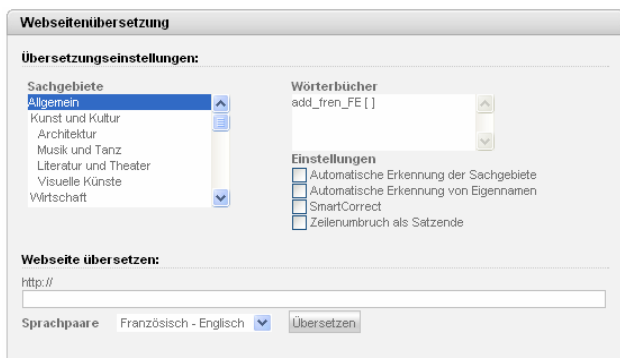 Webseitenübersetzung
Übersetzungseinstellungen:
Sachgebiete
Allgemein
Kunst und Kultur
Architektur
Musik und Tanz
Literatur und Theater
Visuelle Künste
Wirtschaft
Wörterbücher
add_fren_FE [ ]
Einstellungen
Automatische Erkennung der Sachgebiete
Automatische Erkennung von Eigennamen
SmartCorrect
Zeilenumbruch als Satzende
Webseite übersetzen:
http://
Sprachpaare Französisch - Englisch Übersetzen